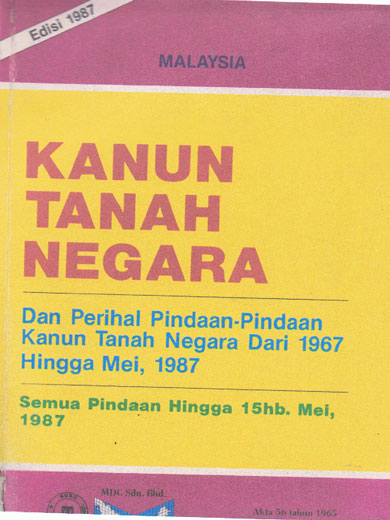 Edisi 1987
MALAYSIA
KANUN
TANAH
NEGARA
Dan Perihal Pindaan-Pindaan
Kanun Tanah Negara Dari 1967
Hingga Mei, 1987
Semua Pindaan Hingga 15hb. Mei,
1987
MDC Sdn. Bhd.
Akta 56 tahun 1965